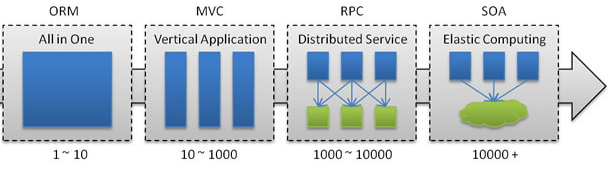 ORM
MVC
RPC
SOA
All in One
Vertical Application
Distributed Service
Elastic Computing
1 ~ 10
10 ~ 1000
1000 ~ 10000
10000 +